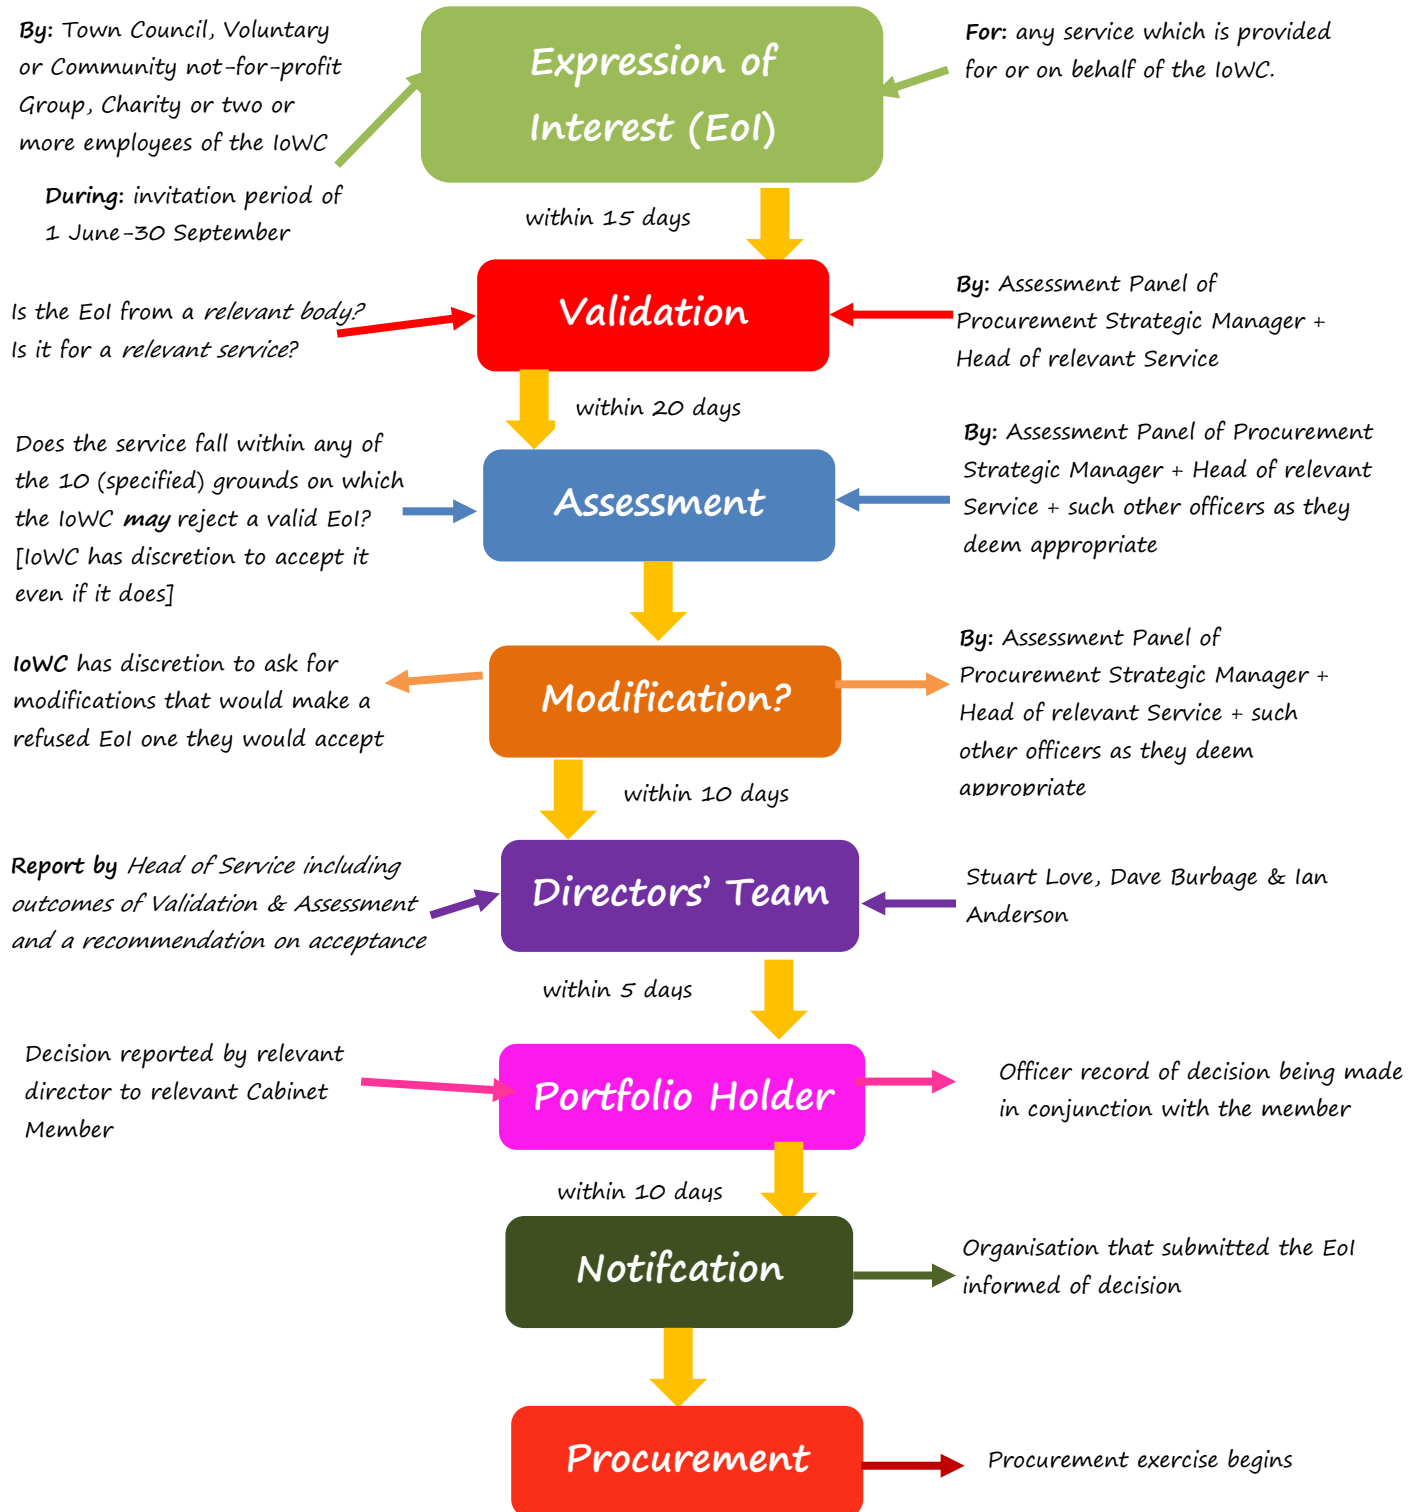 By: Town Council, Voluntary
or Community not-for-profit
Group, Charity or two or
more employees of the IoWC
During: invitation period of
1 June-30 September
Expression of
Interest (EoI)
For: any service which is provided
for or on behalf of the IoWC.
within 15 days
Is the EoI from a relevant body?
Is it for a relevant service?
Validation
By: Assessment Panel of
Procurement Strategic Manager +
Head of relevant Service
within 20 days
Does the service fall within any of
the 10 (specified) grounds on which
the IoWC may reject a valid EoI?
[IoWC has discretion to accept it
even if it does]
Assessment
By: Assessment Panel of Procurement
Strategic Manager + Head of relevant
Service + such other officers as they
deem appropriate
IoWC has discretion to ask for
modifications that would make a
refused EoI one they would accept
Modification?
By: Assessment Panel of
Procurement Strategic Manager +
Head of relevant Service + such
other officers as they deem
appropriate
within 10 days
Report by Head of Service including
outcomes of Validation & Assessment
and a recommendation on acceptance
Directors' Team
Stuart Love, Dave Burbage & Ian
Anderson
within 5 days
Decision reported by relevant
director to relevant Cabinet
Member
Portfolio Holder
Officer record of decision being made
in conjunction with the member
within 10 days
Notifcation
Organisation that submitted the EoI
informed of decision
Procurement
Procurement exercise begins